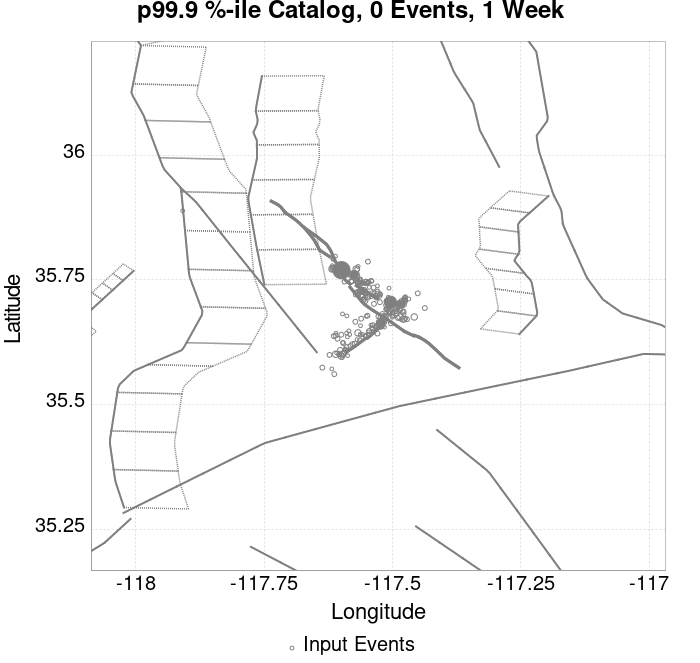 p99.9 %-ile Catalog, 0 Events, 1 Week
36
35.75
35.5
35.25
Latitude
-118
-117.75
-117.5
-117.25
-117
Longitude
Input Events